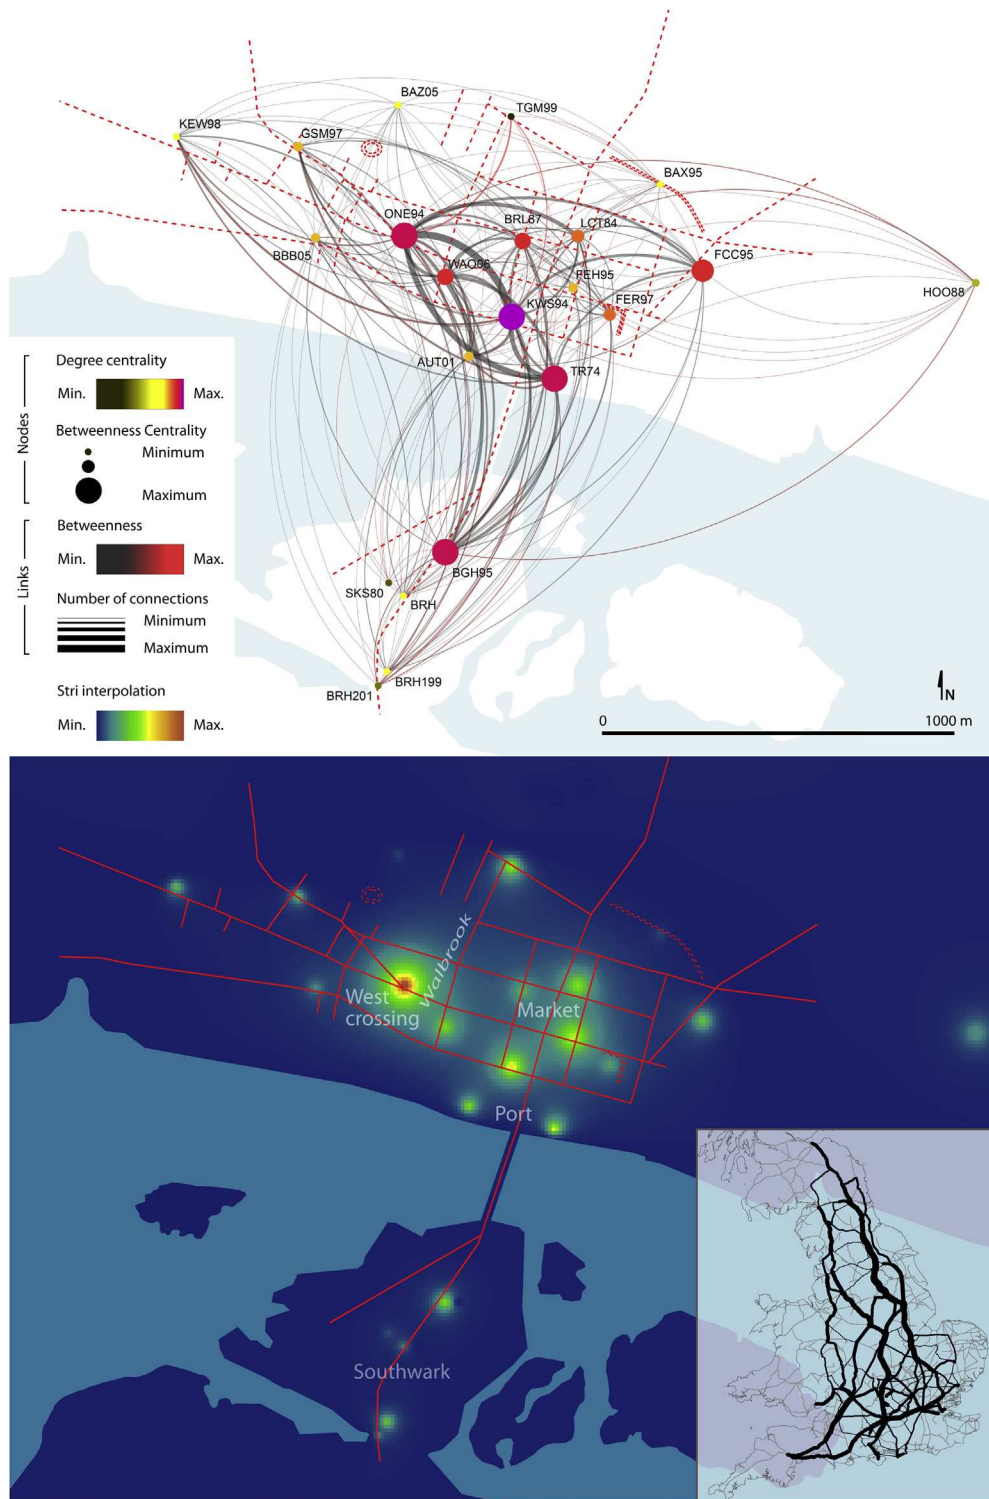 BAZ05
TGM99
KEW98
GSM97
BAX95
ONE94
BRL87
LCT84
BBB05
WAO06
FCC95
FEH95
HOO88
KWS94
FER97
AUT01
TR74
Degree centrality
Min.
Max.
Nodes
Betweenness Centrality
Minimum
Maximum
Betweenness
Min.
Max.
Links
Number of connections
Minimum
Maximum
BGH95
SKS80
BRH
BRH199
BRH201
Stri interpolation
Min.
Max.
N
0
1000 m
Walbrook
West
crossing
Market
Port
Southwark